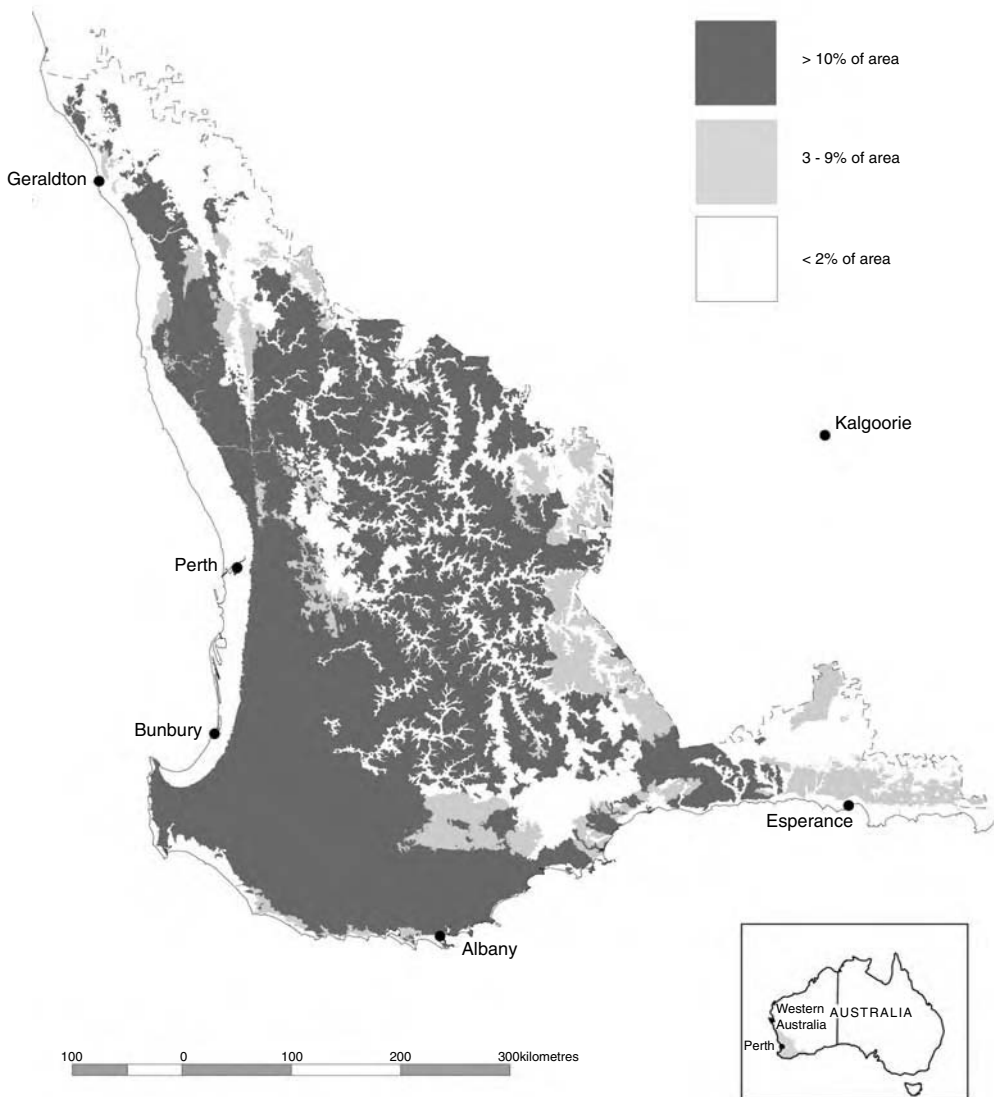 > 10% of area
3 - 9% of area
< 2% of area
Geraldton
Kalgoorie
Perth
Bunbury
Esperance
Albany
100 0 100 200 300kilometres
Western
Australia
AUSTRALIA
Perth